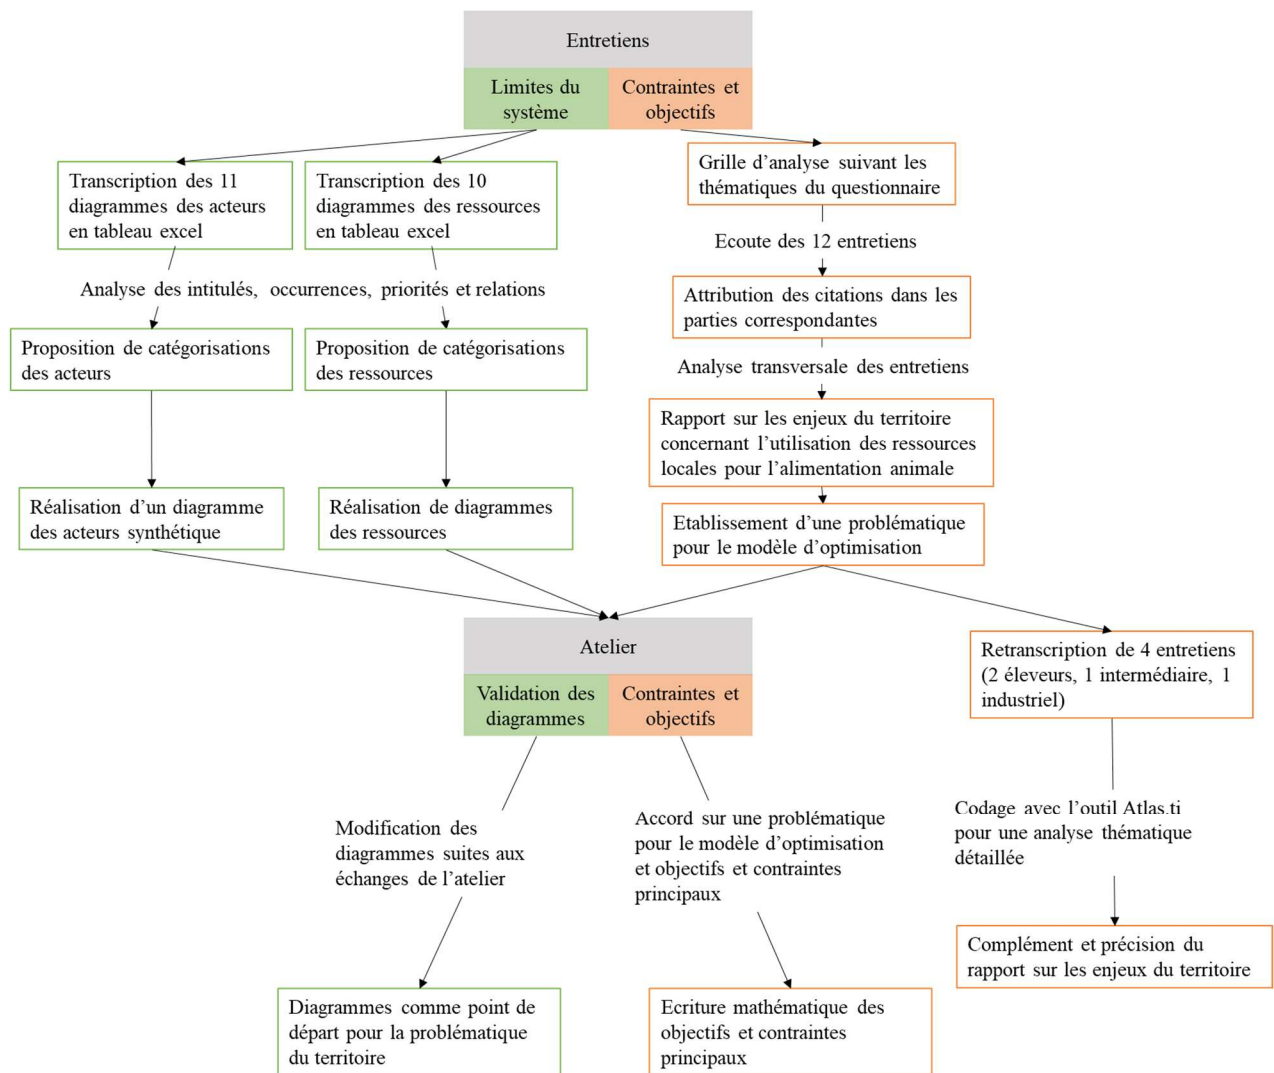 Entretiens
Limites du
système
Contraintes et
objectifs
Transcription des 11
diagrammes des acteurs
en tableau excel
Transcription des 10
diagrammes des ressources
en tableau excel
Grille d’analyse suivant les
thématiques du questionnaire
Ecoute des 12 entretiens
Analyse des intitulés, occurrences, priorités et relations
Attribution des citations dans les
parties correspondantes
Proposition de catégorisations
des acteurs
Proposition de catégorisations
des ressources
Analyse transversale des entretiens
Rapport sur les enjeux du territoire
concernant l’utilisation des ressources
locales pour l’alimentation animale
Réalisation d’un diagramme
des acteurs synthétique
Réalisation de diagrammes
des ressources
Etablissement d’une problématique
pour le modèle d’optimisation
Atelier
Validation des
diagrammes
Contraintes et
objectifs
Retranscription de 4 entretiens
(2 éleveurs, 1 intermédiaire, 1
industriel)
Modification des
diagrammes suites aux
échanges de l’atelier
Accord sur une problématique
pour le modèle d’optimisation
et objectifs et contraintes
principaux
Codage avec l’outil Atlas.ti
pour une analyse thématique
détaillée
Complément et précision du
rapport sur les enjeux du territoire
Diagrammes comme point de
départ pour la problématique
du territoire
Ecriture mathématique des
objectifs et contraintes
principaux